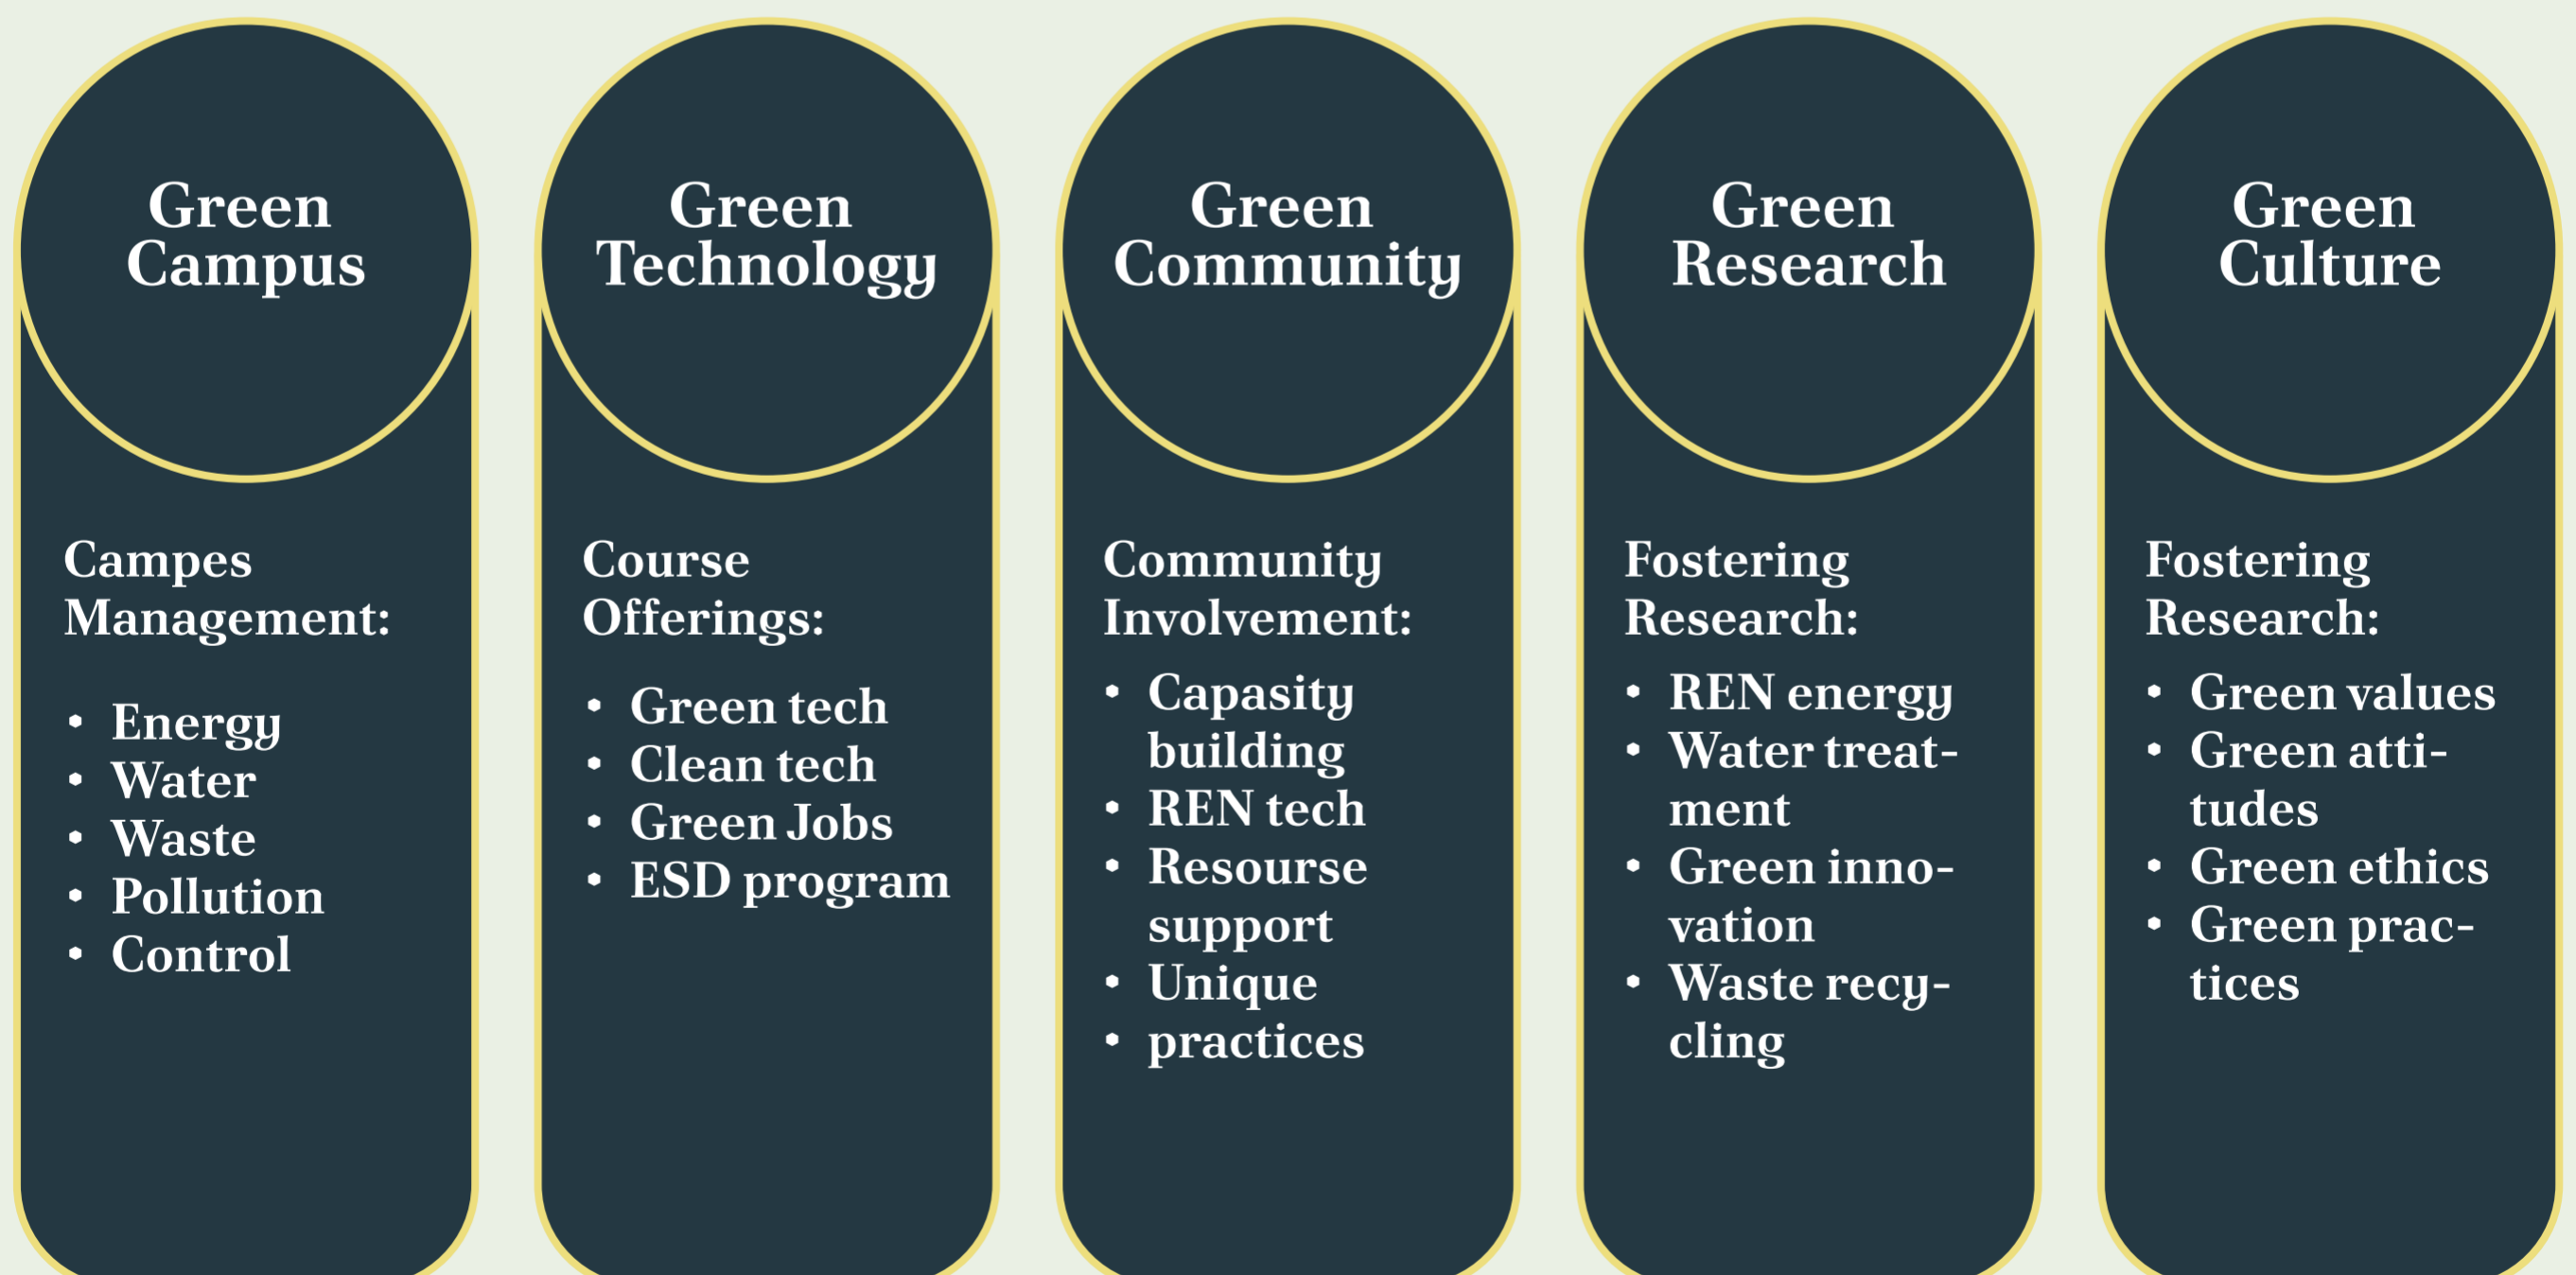 Green
Campus
Campes
Management:
• Energy
• Water
• Waste
• Pollution
• Control
Green
Technology
Course
Offerings:
• Green tech
• Clean tech
• Green Jobs
• ESD program
Green
Community
Community
Involvement:
• Capasity
building
• REN tech
• Resourse
support
• Unique
• practices
Green
Research
Fostering
Research:
• REN energy
• Water treat-
ment
• Green inno-
vation
• Waste recy-
cling
Green
Culture
Fostering
Research:
• Green values
• Green atti-
tudes
• Green ethics
• Green prac-
tices